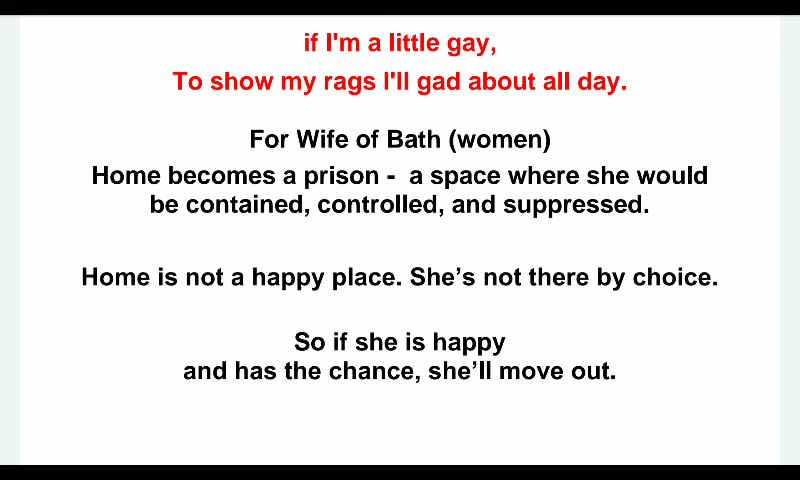 if I'm a little gay,
To show my rags I'll gad about all day.
For Wife of Bath (women)
Home becomes a prison -  a space where she would
be contained, controlled, and suppressed.
Home is not a happy place. She’s not there by choice.
So if she is happy
and has the chance, she’ll move out.